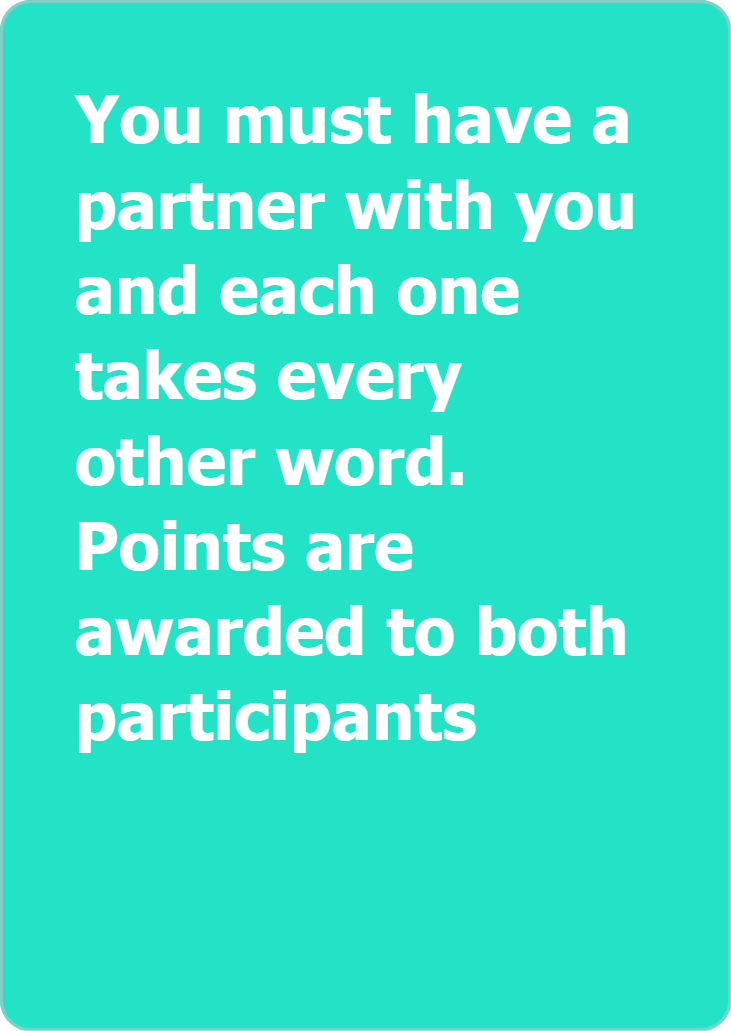 You must have a
partner with you
and each one
takes every
other word.
Points are
awarded to both
participants